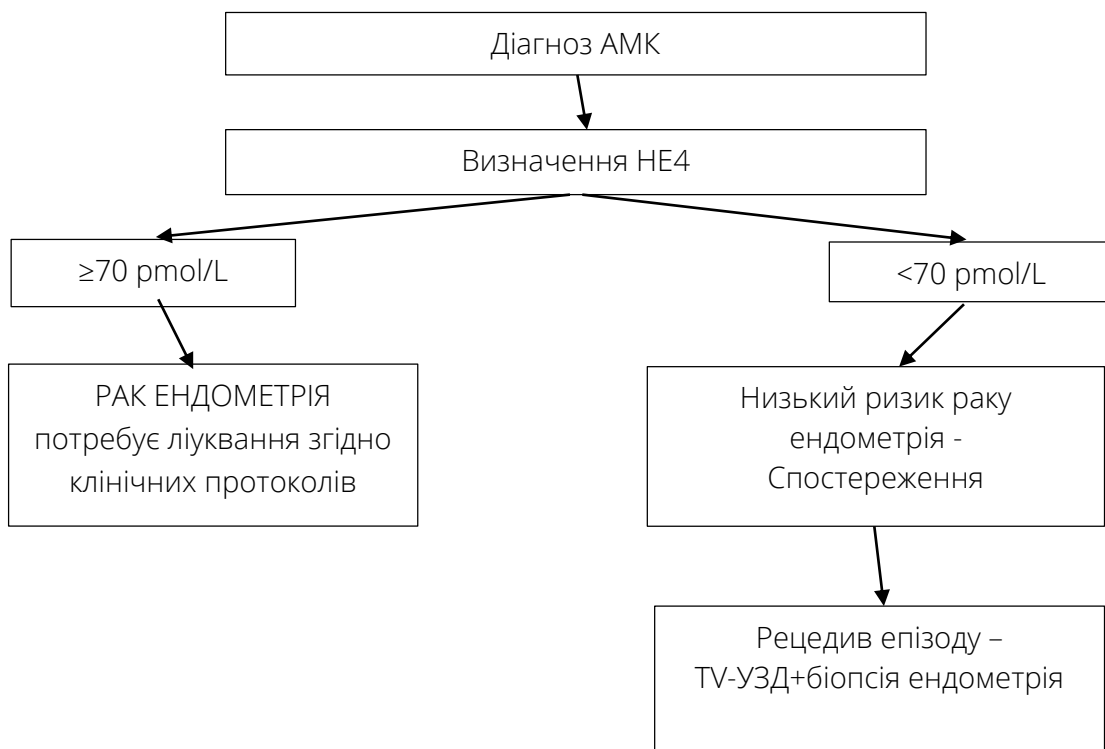 Діагноз АМК
Визначення НЕ4
≥70 pmol/L
<70 pmol/L
РАК ЕНДОМЕТРІЯ
потребує ліуквання згідно
клінічних протоколів
Низький ризик раку
ендометрія -
Спостереження
Рецедив епізоду –
TV-УЗД+біопсія ендометрія